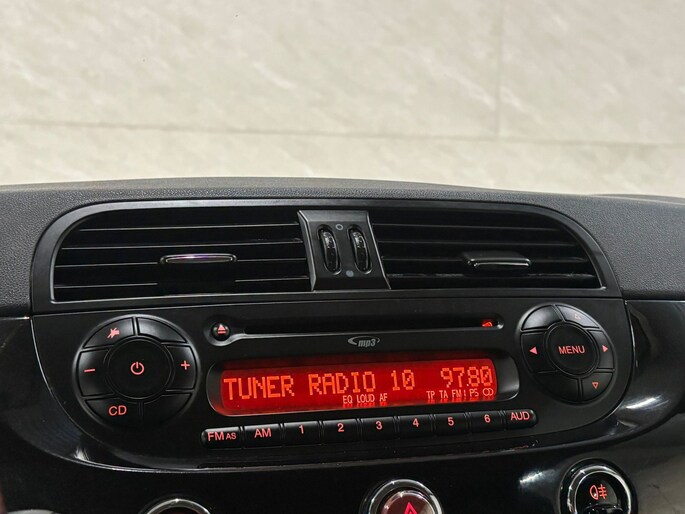 mp3
MENU
TUNER RADIO 10 97.80
EQ LOUD AF TP TA FM I PS CD
CD
FM AS AM 1 2 3 4 5 6 AUD